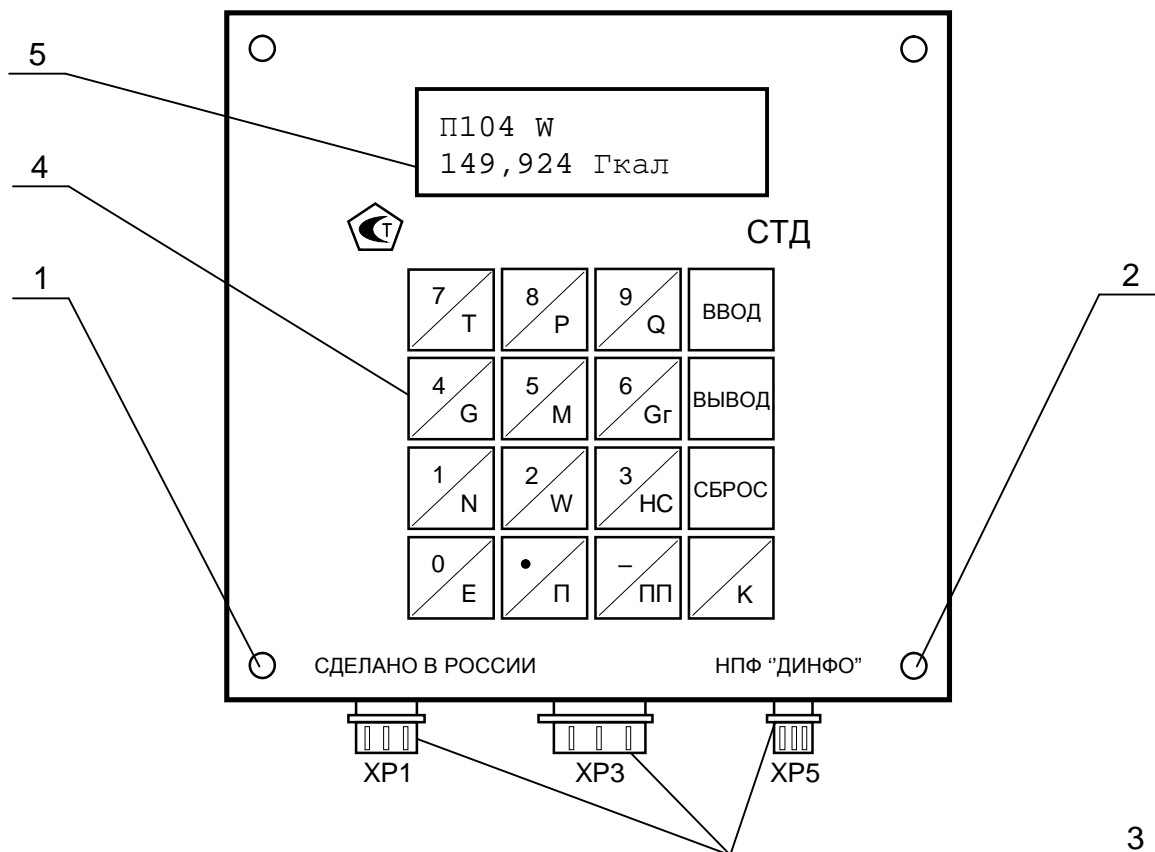 5
П104 W
149,924 Гкал
4
Т
СТД
1
2
7 T
8 P
9 Q
ВВОД
4 G
5 M
6 Gг
ВЫВОД
1 N
2 W
3 НС
СБРОС
0 E
• П
– ПП
К
СДЕЛАНО В РОССИИ
НПФ “ДИНФО”
XP1
XP3
XP5
3